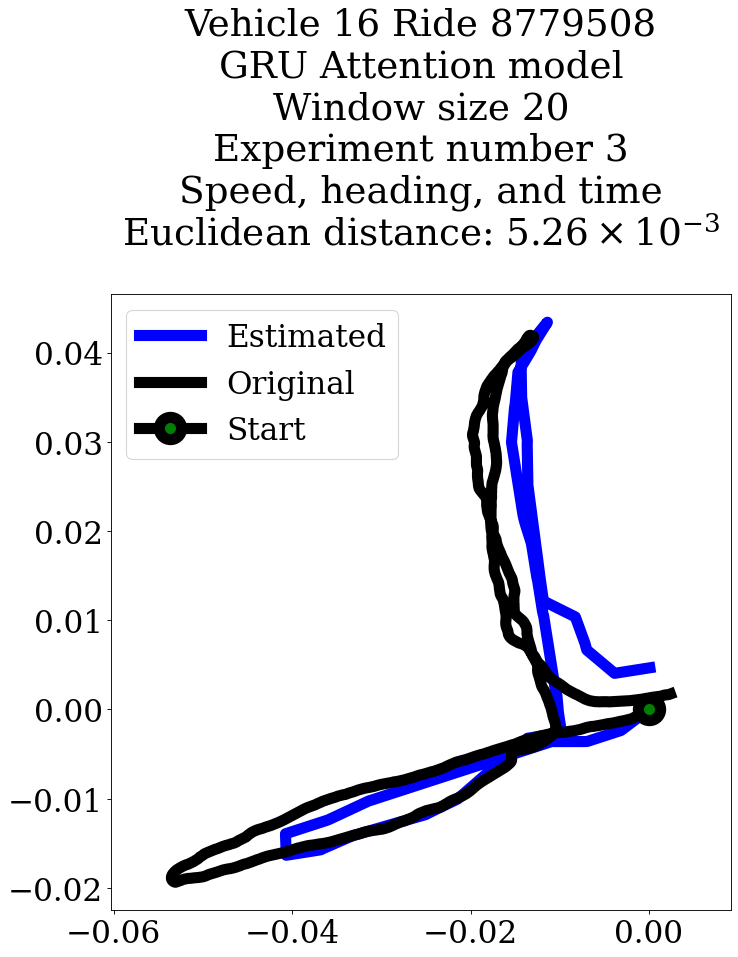 Vehicle 16 Ride 8779508
GRU Attention model
Window size 20
Experiment number 3
Speed, heading, and time
Euclidean distance: 5.26 × 10⁻³
Estimated
Original
Start
0.04
0.03
0.02
0.01
0.00
−0.01
−0.02
−0.06 −0.04 −0.02 0.00